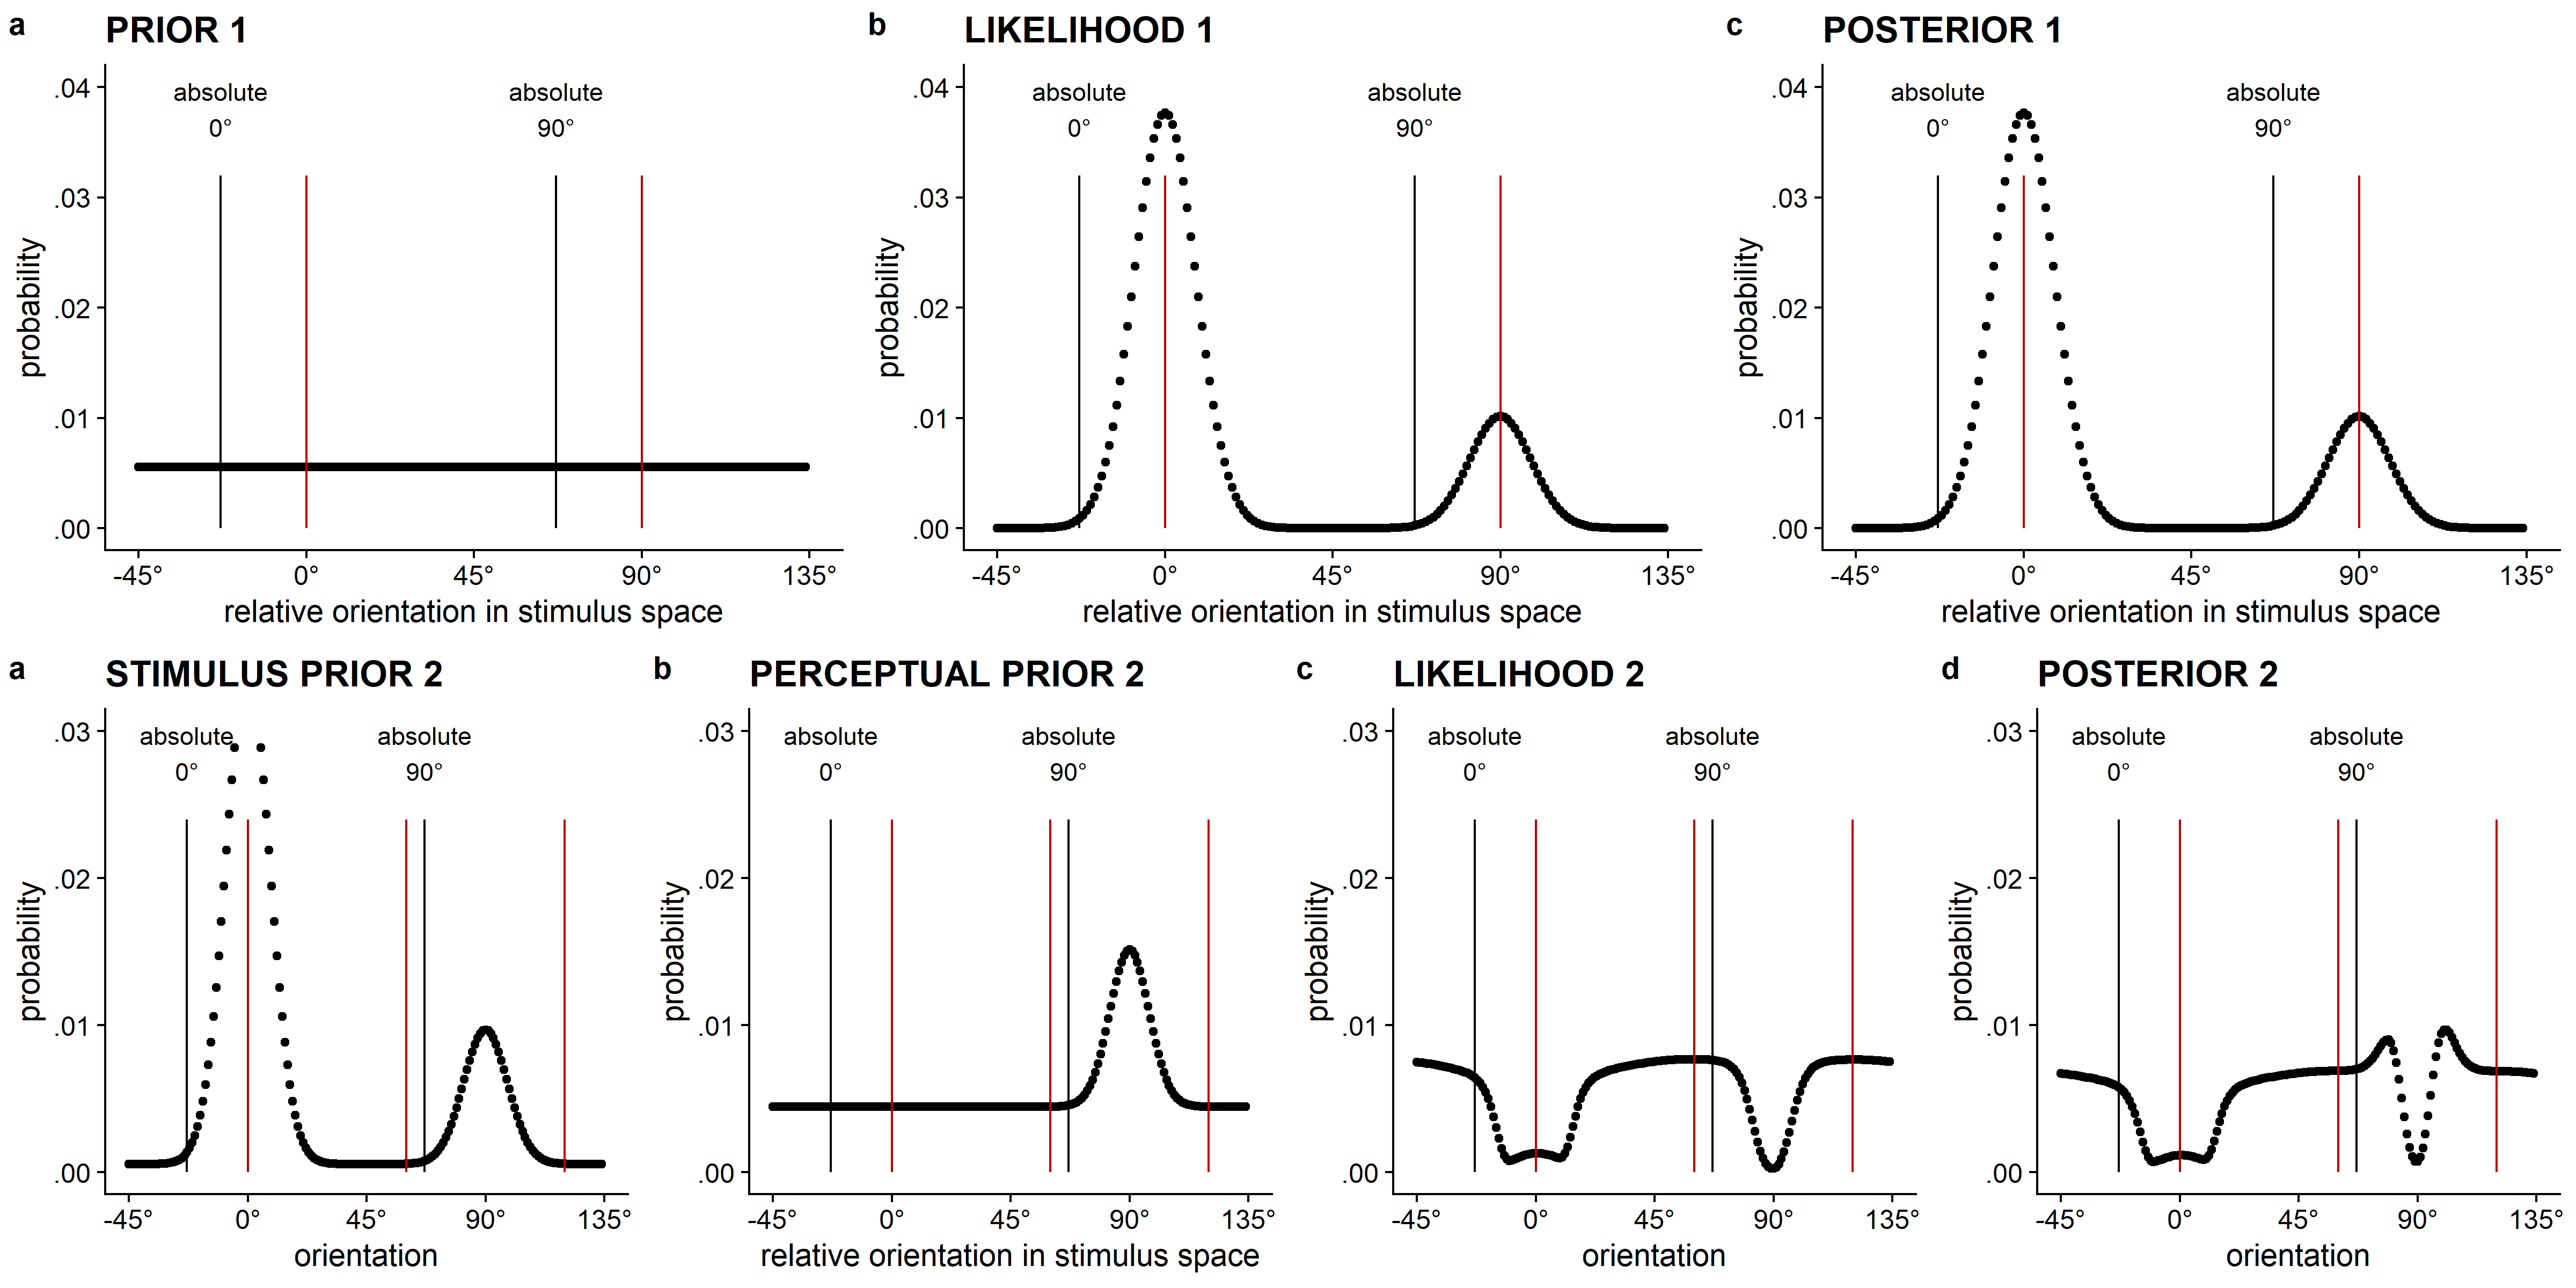 a PRIOR 1
absolute 0°
absolute 90°
probability
.04
.03
.02
.01
.00
-45° 0° 45° 90° 135°
relative orientation in stimulus space
b LIKELIHOOD 1
absolute 0°
absolute 90°
probability
.04
.03
.02
.01
.00
-45° 0° 45° 90° 135°
relative orientation in stimulus space
c POSTERIOR 1
absolute 0°
absolute 90°
probability
.04
.03
.02
.01
.00
-45° 0° 45° 90° 135°
relative orientation in stimulus space
a STIMULUS PRIOR 2
absolute 0°
absolute 90°
probability
.03
.02
.01
.00
-45° 0° 45° 90° 135°
orientation
b PERCEPTUAL PRIOR 2
absolute 0°
absolute 90°
probability
.03
.02
.01
.00
-45° 0° 45° 90° 135°
relative orientation in stimulus space
c LIKELIHOOD 2
absolute 0°
absolute 90°
probability
.03
.02
.01
.00
-45° 0° 45° 90° 135°
orientation
d POSTERIOR 2
absolute 0°
absolute 90°
probability
.03
.02
.01
.00
-45° 0° 45° 90° 135°
orientation